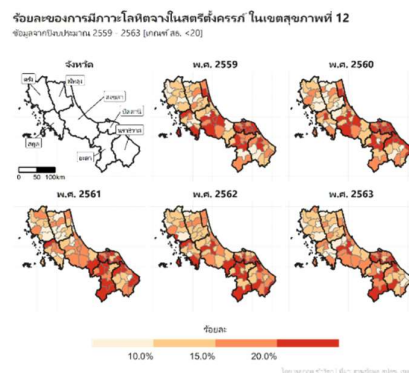 ร้อยละของการมีภาวะโลหิตจางในสตรีตั้งครรภ์ ในเขตสุขภาพที่ 12
ข้อมูลจากปีงบประมาณ 2559 - 2563 [เกณฑ์ สธ. <20]
จังหวัด
พ.ศ. 2559
พ.ศ. 2560
ตรัง
พัทลุง
สงขลา
ปัตตานี
นราธิวาส
สตูล
ยะลา
0 50 100km
พ.ศ. 2561
พ.ศ. 2562
พ.ศ. 2563
ร้อยละ
10.0%
15.0%
20.0%